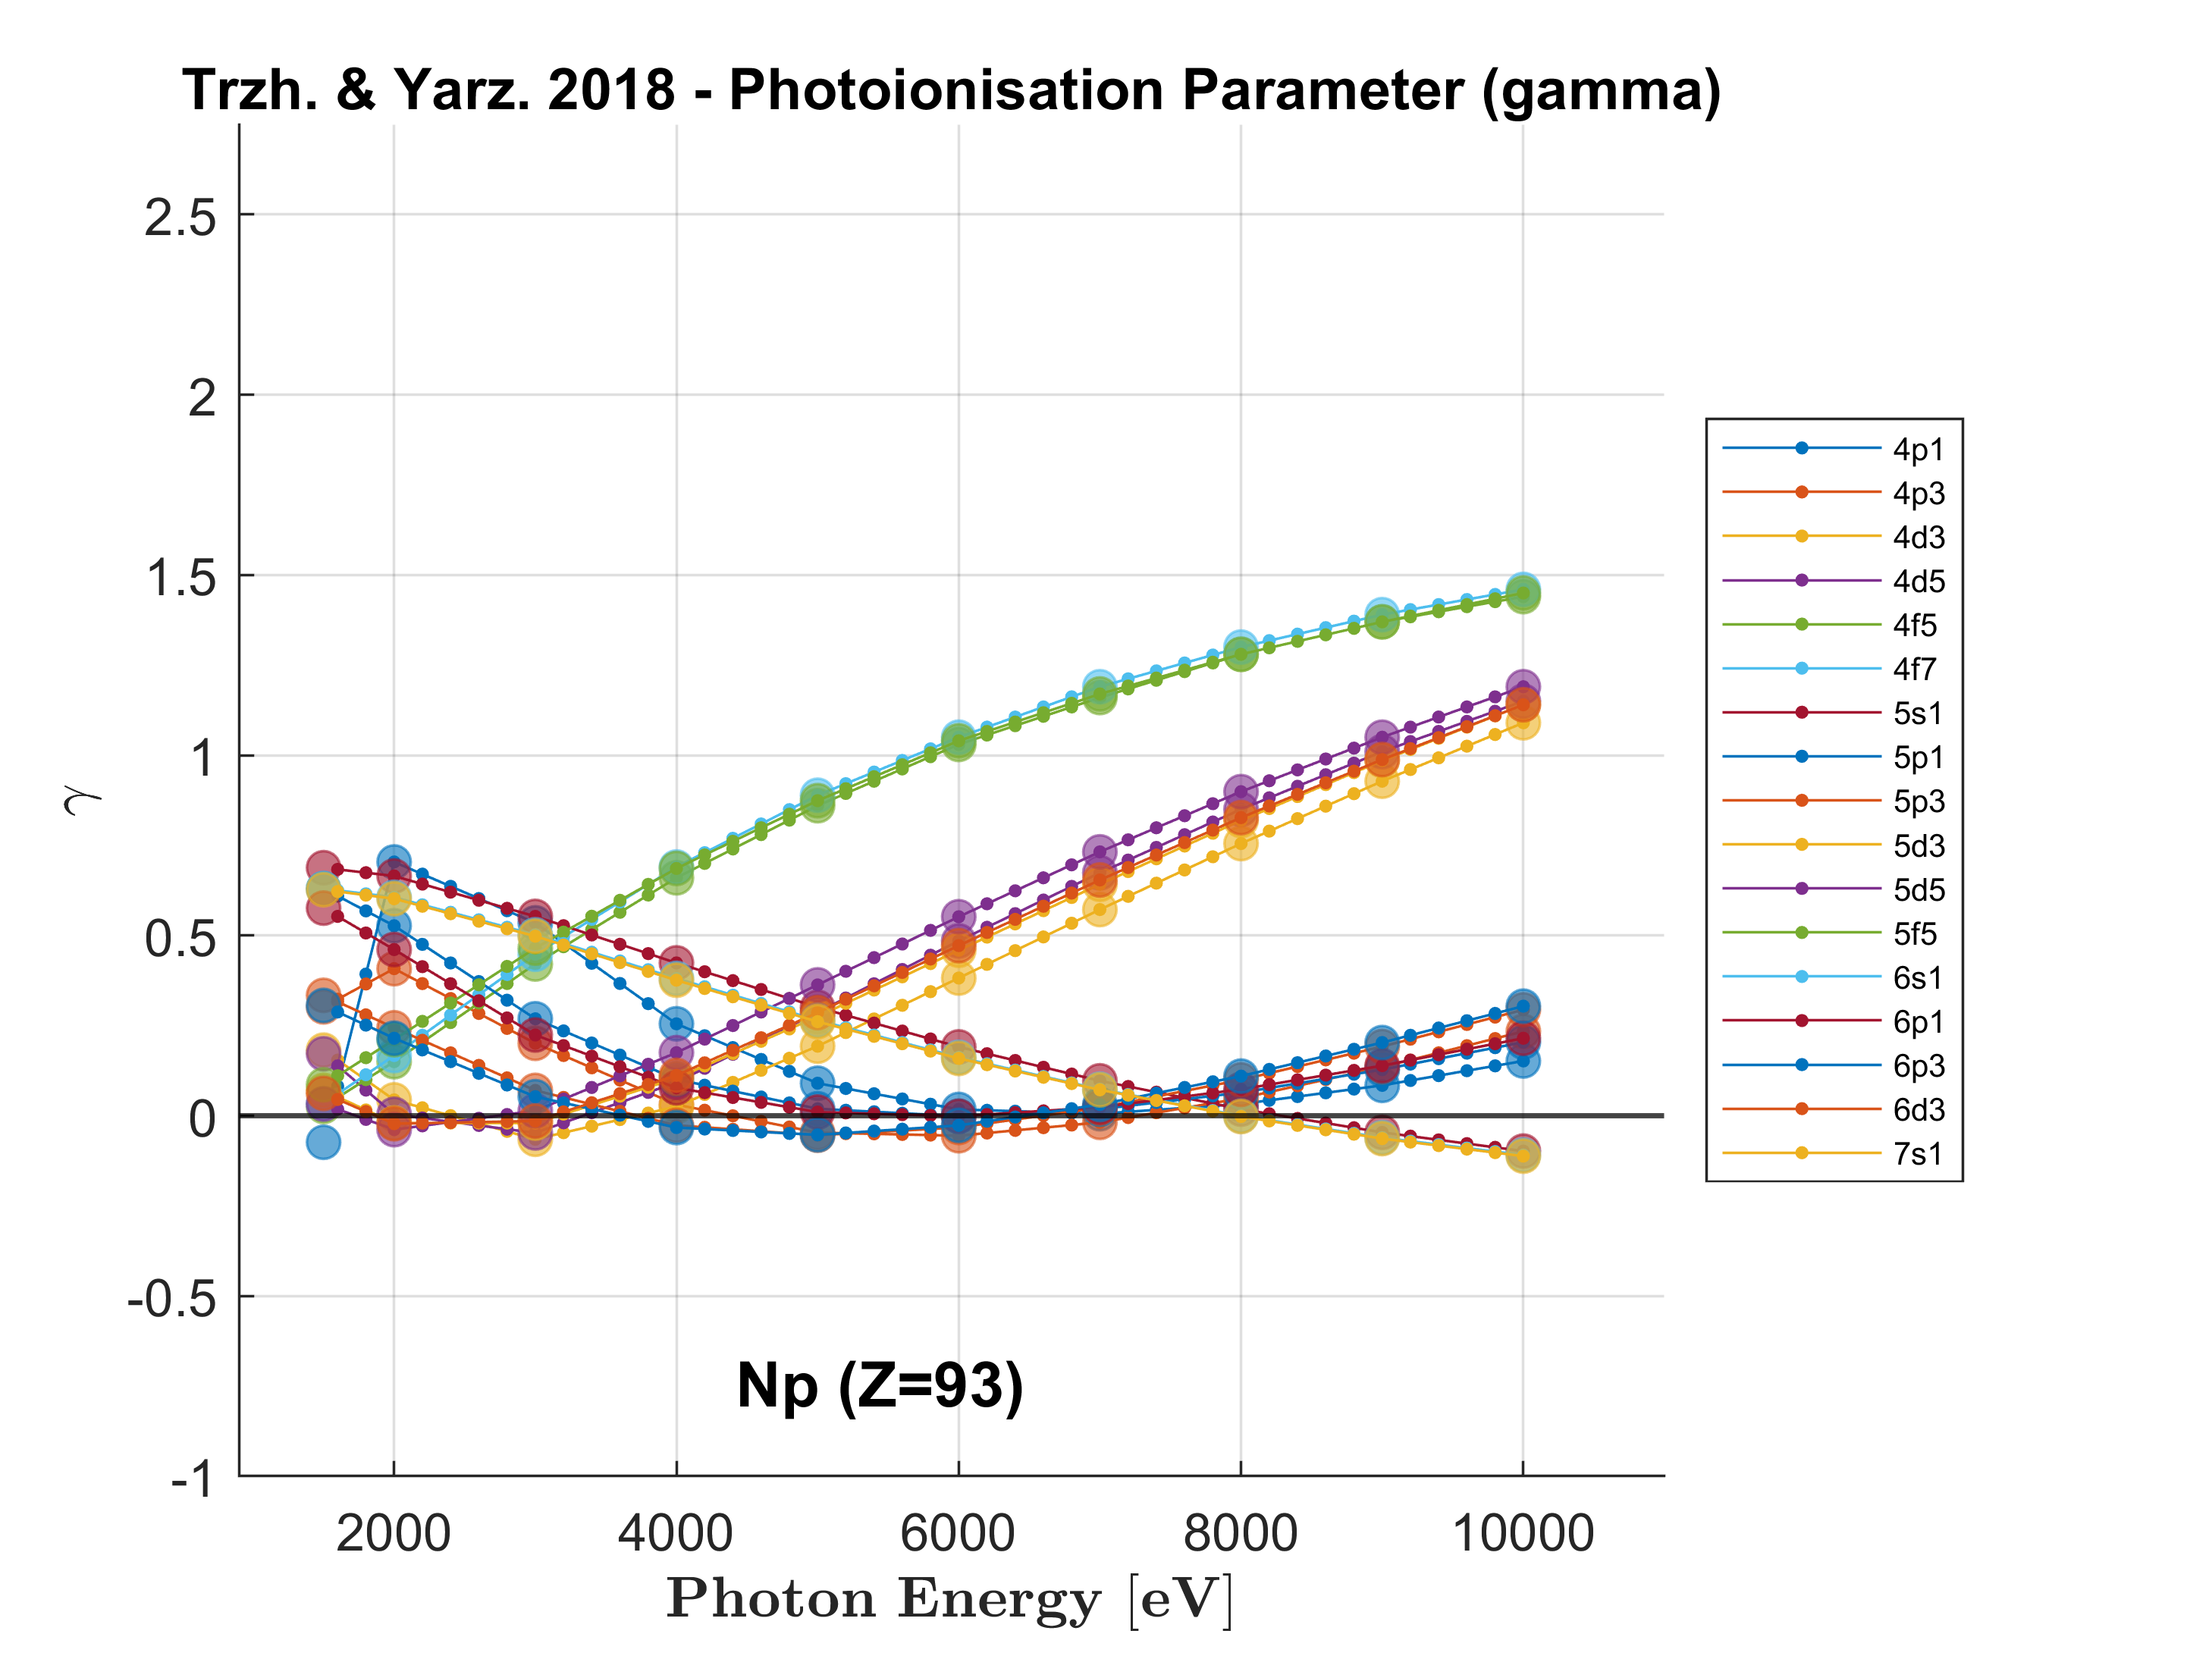 Trzh. & Yarz. 2018 - Photoionisation Parameter (gamma)
2.5
2
1.5
1
0.5
0
-0.5
-1
γ
2000 4000 6000 8000 10000
Photon Energy [eV]
Np (Z=93)
4p1
4p3
4d3
4d5
4f5
4f7
5s1
5p1
5p3
5d3
5d5
5f5
6s1
6p1
6p3
6d3
7s1